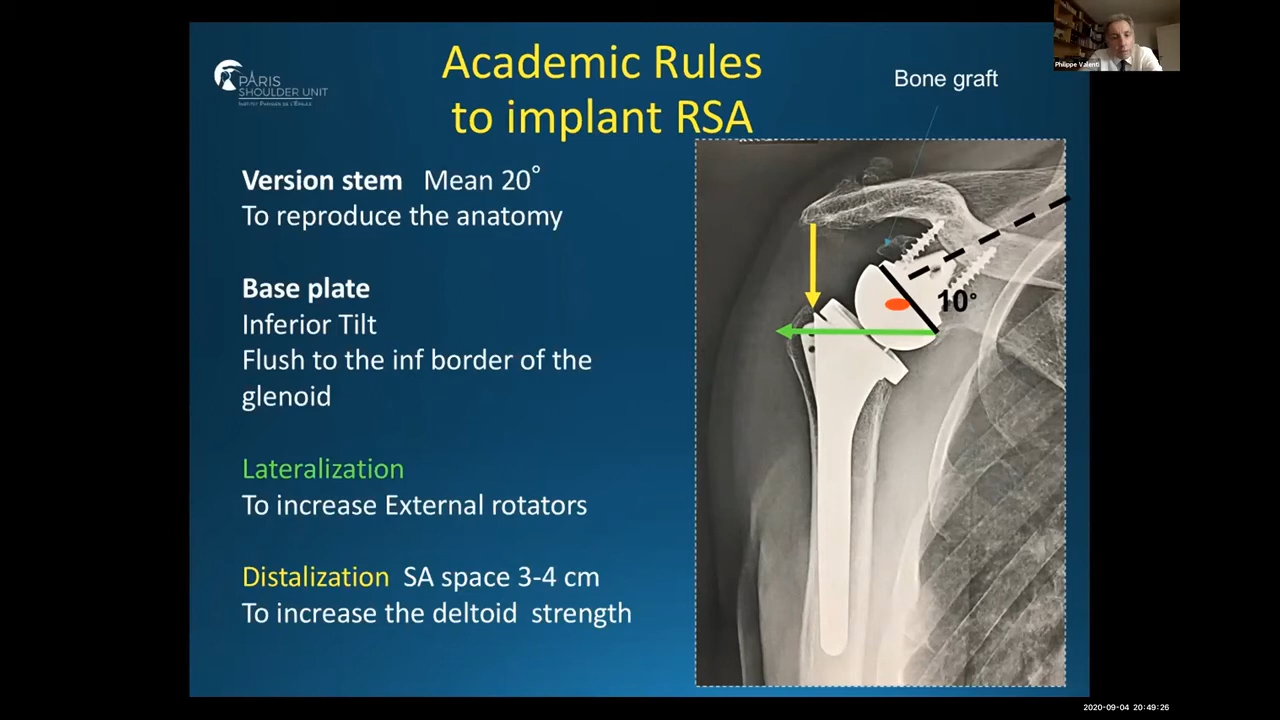 PARIS
SHOULDER UNIT
INSTITUT PARISIEN DE L'EPAULE
Academic Rules
to implant RSA
Bone graft
Philippe Valenti
Version stem Mean 20°
To reproduce the anatomy
Base plate
Inferior Tilt
Flush to the inf border of the
glenoid
Lateralization
To increase External rotators
Distalization SA space 3-4 cm
To increase the deltoid strength
10°
2020-09-04 20:49:26